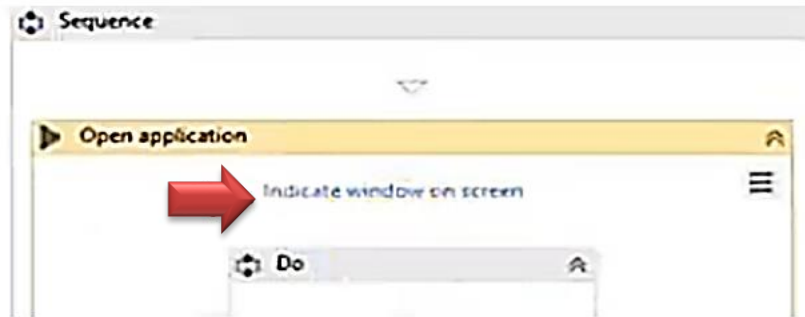 Sequence
Open application
Indicate window on screen
Do